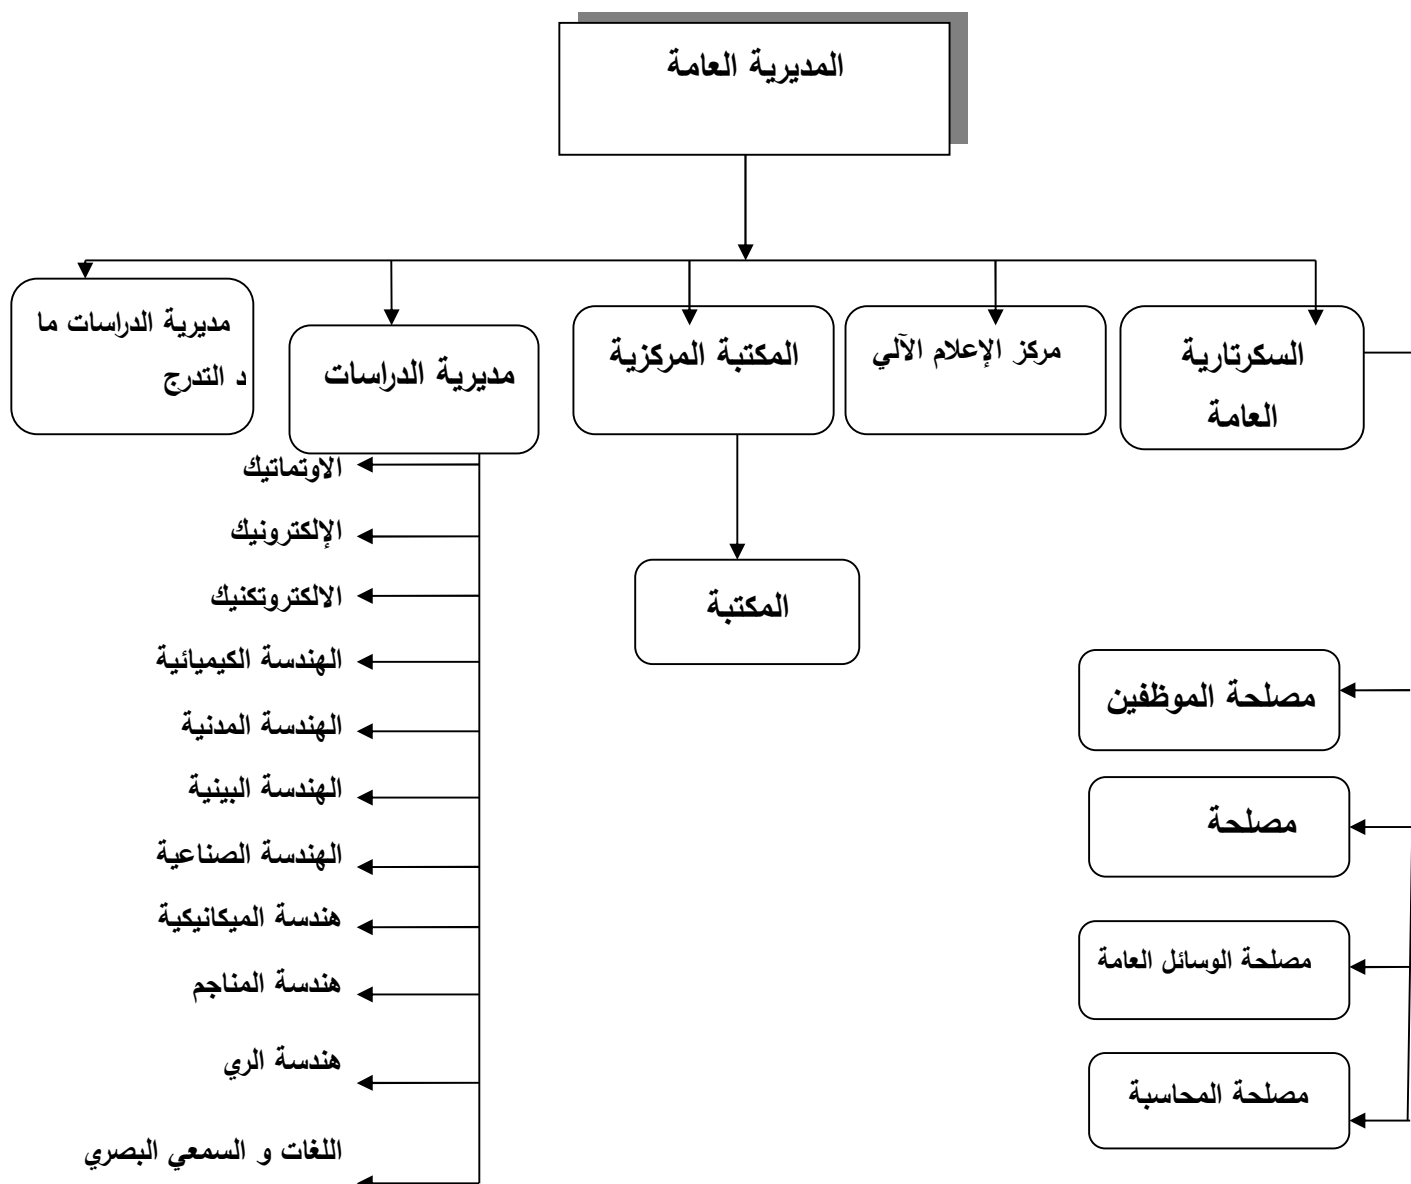 المديرية العامة
السكرتارية
العامة
مركز الإعلام الآلي
المكتبة المركزية
مديرية الدراسات
مديرية الدراسات ما
د التدرج
المكتبة
مصلحة الموظفين
مصلحة
مصلحة الوسائل العامة
مصلحة المحاسبة
الاوتماتيك
الإلكترونيك
الالكتروتكنيك
الهندسة الكيميائية
الهندسة المدنية
الهندسة البينية
الهندسة الصناعية
هندسة الميكانيكية
هندسة المناجم
هندسة الري
اللغات و السمعي البصري